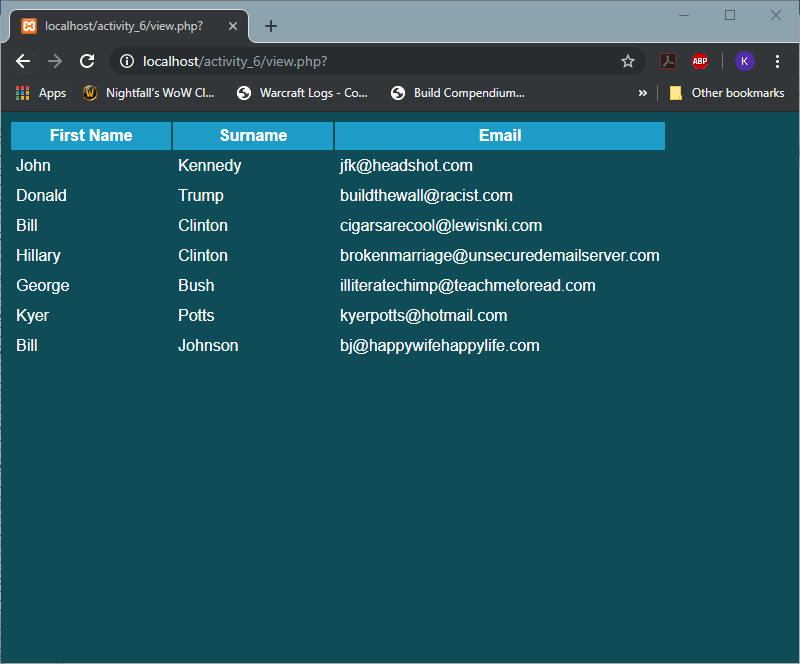 localhost/activity_6/view.php?
localhost/activity_6/view.php? ABP K
Apps Nightfall's WoW Cl... Warcraft Logs - Co... Build Compendium... » Other bookmarks
First Name Surname Email
John Kennedy jfk@headshot.com
Donald Trump buildthewall@racist.com
Bill Clinton cigarsarecool@lewisnki.com
Hillary Clinton brokenmarriage@unsecuredemailserver.com
George Bush illiteratechimp@teachmetoread.com
Kyer Potts kyerpotts@hotmail.com
Bill Johnson bj@happywifehappylife.com